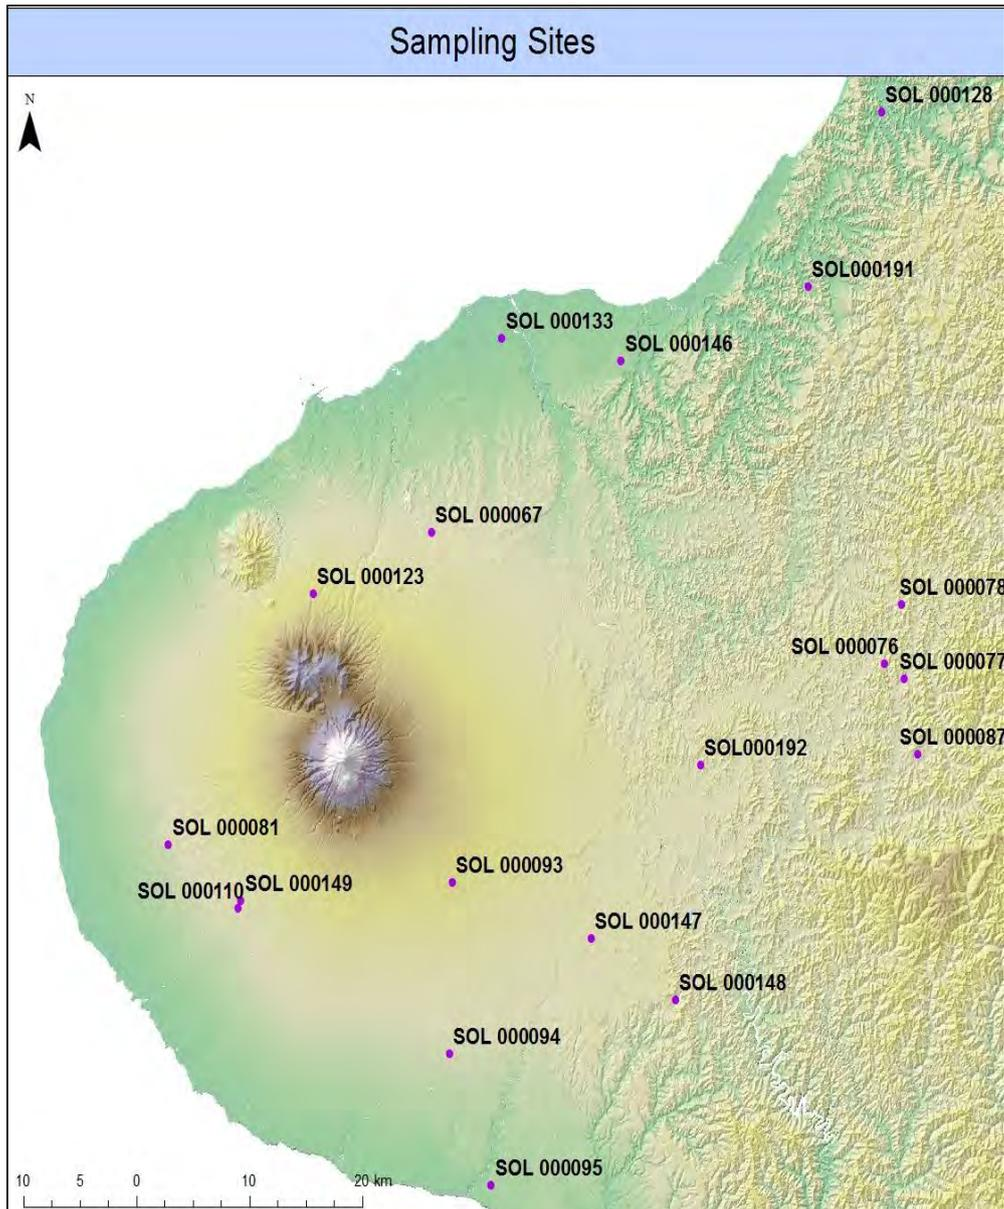 Sampling Sites
N
SOL 000128
SOL000191
SOL 000133
SOL 000146
SOL 000067
SOL 000123
SOL 000078
SOL 000076
SOL 000077
SOL000192
SOL 000087
SOL 000081
SOL 000093
SOL 000149
SOL 000110
SOL 000147
SOL 000148
SOL 000094
SOL 000095
10 5 0 10 20 km